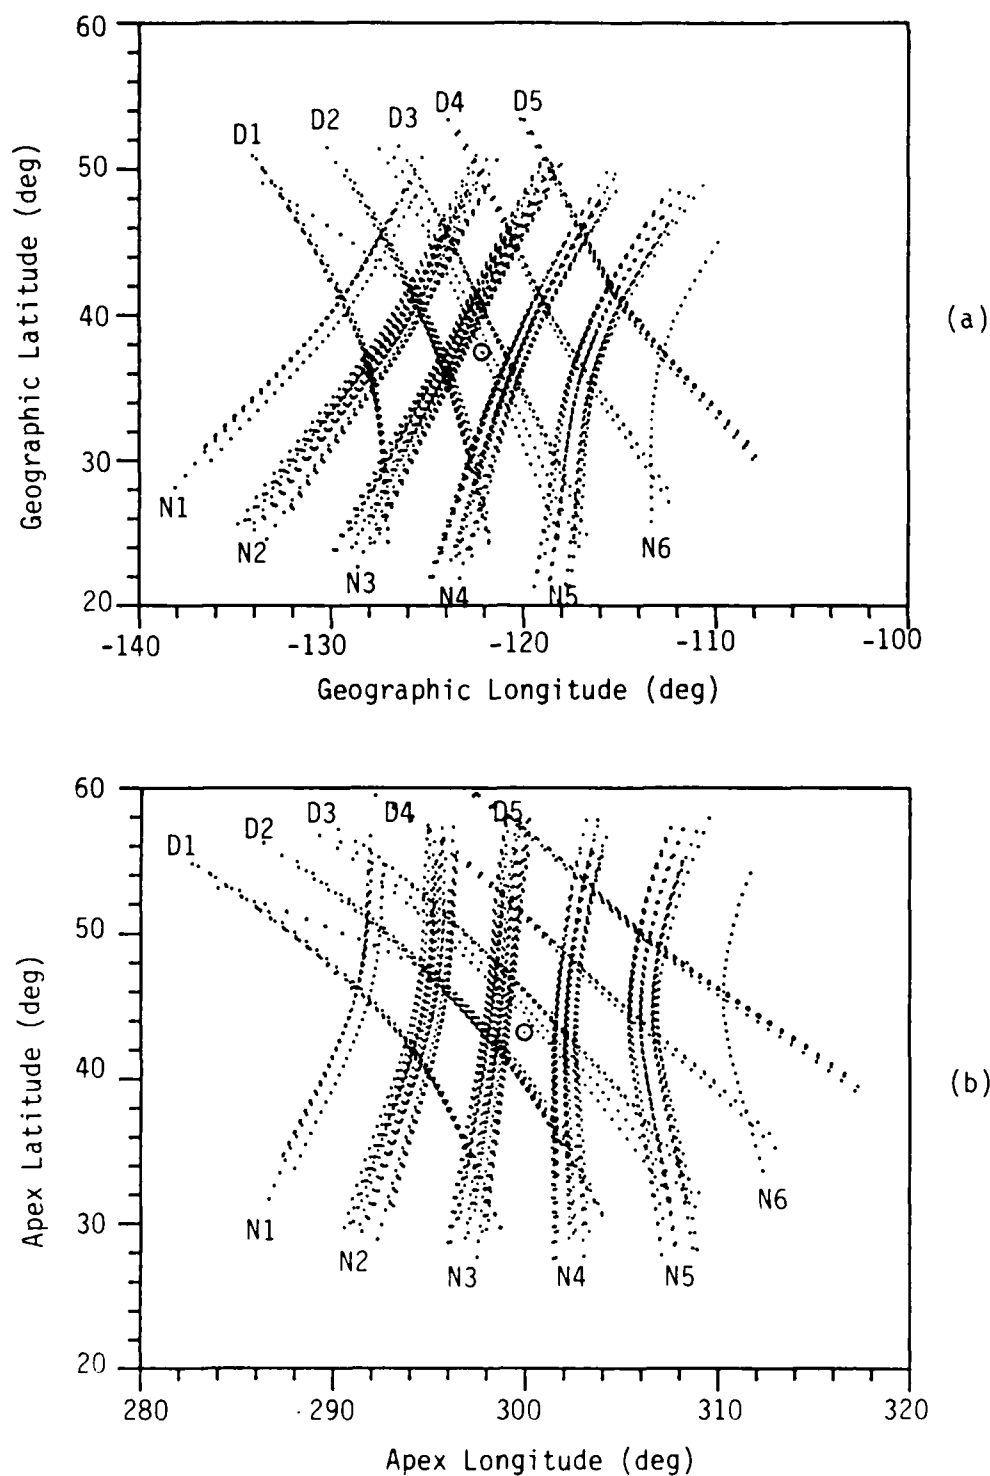 60
50
40
30
20
Geographic Latitude (deg)
D1
D2
D3
D4
D5
N1
N2
N3
N4
N5
N6
(a)
-140
-130
-120
-110
-100
Geographic Longitude (deg)
60
50
40
30
20
Apex Latitude (deg)
D1
D2
D3
D4
D5
N1
N2
N3
N4
N5
N6
(b)
280
290
300
310
320
Apex Longitude (deg)